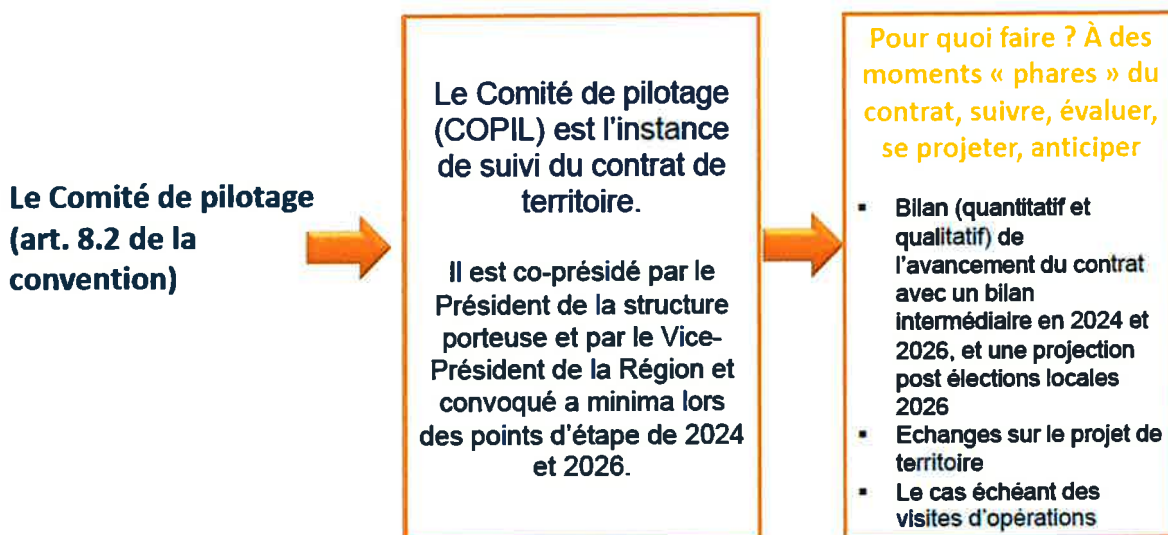 Le Comité de pilotage
(art. 8.2 de la
convention)
Le Comité de pilotage
(COPIL) est l'instance
de suivi du contrat de
territoire.
Il est co-présidé par le
Président de la structure
porteuse et par le Vice-
Président de la Région et
convoqué a minima lors
des points d'étape de 2024
et 2026.
Pour quoi faire ? À des
moments « phares » du
contrat, suivre, évaluer,
se projeter, anticiper
▪ Bilan (quantitatif et
qualitatif) de
l'avancement du contrat
avec un bilan
intermédiaire en 2024 et
2026, et une projection
post élections locales
2026
▪ Echanges sur le projet de
territoire
▪ Le cas échéant des
visites d'opérations